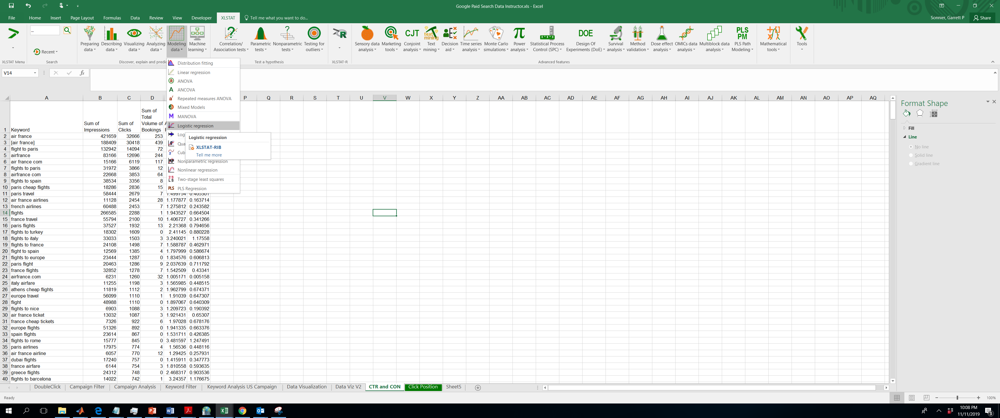 Google Paid Search Data Instructor.xls - Excel
File Home Insert Page Layout Formulas Data Review View Developer XLSTAT Tell me what you want to do... Sonnier, Garrett P Share
... Recent
Preparing data Describing data Visualizing data Analyzing data Modeling data Machine learning Correlation/ Association tests Parametric tests Nonparametric tests Testing for outliers Sensory data analysis Marketing tools Conjoint analysis Text mining Decision aid Time series analysis Monte Carlo simulations Power analysis Statistical Process Control (SPC) Design Of Experiments (DoE) Survival analysis Method validation Dose effect analysis OMICs data analysis Multiblock data analysis PLS Path Modeling Mathematical tools Tools
CJT text mining DOE PLS PM
XLSTAT Menu Search Discover, explain and predic Test a hypothesis XLSTAT-R Advanced features
V14 fx
Distribution fitting
Linear regression
ANOVA
ANCOVA
Repeated measures ANOVA
Mixed Models
MANOVA
Logistic regression
Log
Qua
Cub
Nonparametric regression
Nonlinear regression
Two-stage least squares
PLS Regression
Logistic regression
XLSTAT-RIB
Tell me more
A B C D P Q R S T U V W X Y Z AA AB AC AD AE AF AG AH AI AJ AK AL AM AN AO AP AQ
1 Keyword Sum of Impressions Sum of Clicks Sum of Total Volume of Bookings
2 air france 421659 32666 253
3 [air france] 188409 30418 439
4 flight to paris 132942 14094 72
5 airfrance 83166 12696 244
6 air france com 15166 6119 117
7 flights to paris 31972 3866 12
8 airfrance com 22668 3853 64
9 flights to spain 38534 3356 8
10 paris cheap flights 18286 2836 15
11 paris travel 58444 2679 7 1.499754 0.405301
12 air france airlines 11128 2454 28 1.177877 0.163714
13 french airlines 60488 2453 7 1.275812 0.243582
14 flights 266585 2288 1 1.943527 0.664504
15 france travel 55794 2100 10 1.406727 0.341266
16 paris flights 37527 1932 13 2.21368 0.794656
17 flights to turkey 18302 1609 0 2.41145 0.880228
18 flights to italy 33033 1503 3 3.240021 1.17558
19 flights to france 24108 1498 7 1.588787 0.462971
20 flight to spain 12569 1385 4 1.797999 0.586674
21 flights to europe 23444 1287 0 1.834576 0.606813
22 paris flight 20463 1286 9 2.037639 0.711792
23 france flights 32852 1278 7 1.542509 0.43341
24 airfrance.com 6231 1260 32 1.005171 0.005158
25 italy airfare 11255 1198 3 1.565985 0.448515
26 athens cheap flights 11819 1112 2 1.962799 0.674371
27 europe travel 56099 1110 1 1.91039 0.647307
28 flight 48988 1110 0 1.897067 0.640309
29 flights to nice 6903 1088 3 1.209723 0.190392
30 air france ticket 13032 1087 3 1.921431 0.65307
31 france cheap tickets 7326 922 6 1.97028 0.678176
32 europe flights 51326 892 0 1.941335 0.663376
33 spain flights 23614 867 0 1.531711 0.426385
34 flights to rome 15777 845 0 3.481597 1.247491
35 paris airlines 17975 774 4 1.56536 0.448116
36 air france airline 6057 770 12 1.29425 0.257931
37 dubai flights 17240 757 0 1.415911 0.347773
38 france airfare 6144 754 3 1.810558 0.593635
39 greece flights 24312 748 0 2.468317 0.903536
40 flights to barcelona 14022 742 1 3.24357 1.176675
Format Shape
Fill
Line
No line
Solid line
Gradient line
DoubleClick Campaign Filter Campaign Analysis Keyword Filter Keyword Analysis US Campaign Data Visualization Data Viz V2 CTR and CON Click Position Sheet5
Ready 100%
10:08 PM
11/11/2019
3